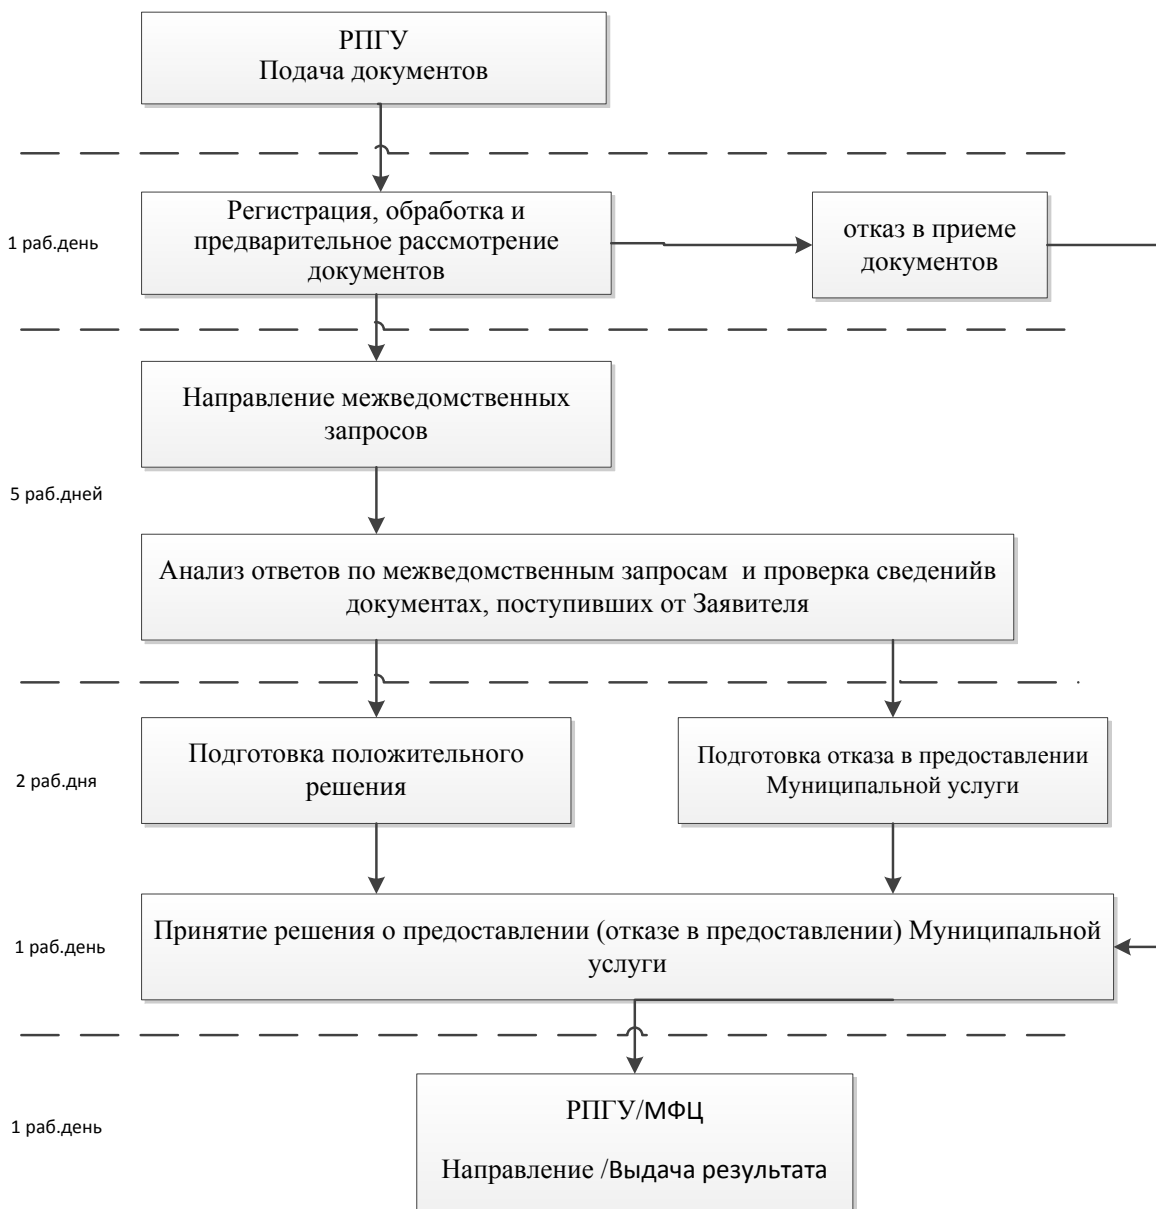 РПГУ
Подача документов
1 раб.день
Регистрация, обработка и
предварительное рассмотрение
документов
отказ в приеме
документов
Направление межведомственных
запросов
5 раб.дней
Анализ ответов по межведомственным запросам и проверка сведенийв
документах, поступивших от Заявителя
2 раб.дня
Подготовка положительного
решения
Подготовка отказа в предоставлении
Муниципальной услуги
1 раб.день
Принятие решения о предоставлении (отказе в предоставлении) Муниципальной
услуги
1 раб.день
РПГУ/МФЦ
Направление /Выдача результата